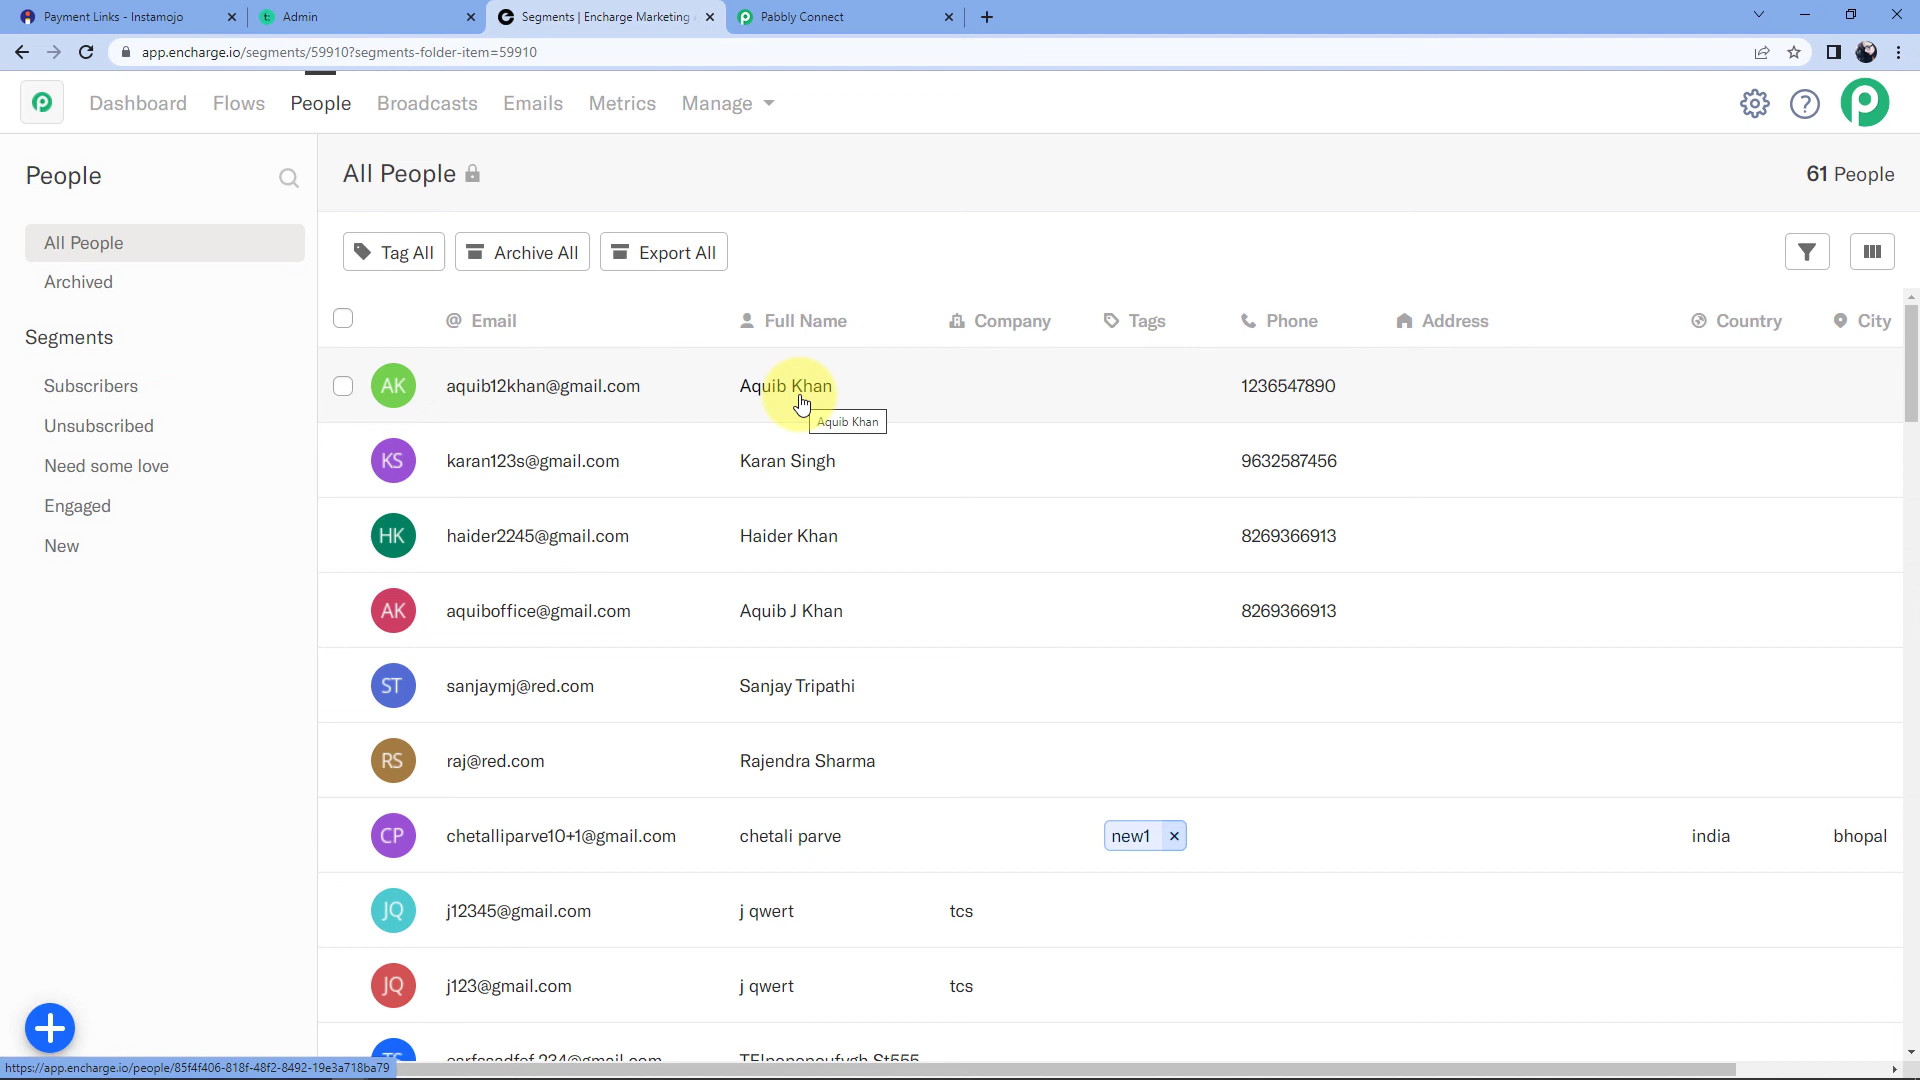 Payment Links - Instamojo
Admin
Segments | Encharge Marketing
Pabbly Connect
app.encharge.io/segments/59910?segments-folder-item=59910
Dashboard
Flows
People
Broadcasts
Emails
Metrics
Manage
People
All People
61 People
All People
Archived
Tag All
Archive All
Export All
Segments
Subscribers
Unsubscribed
Need some love
Engaged
New
@ Email
Full Name
Company
Tags
Phone
Address
Country
City
AK aquib12khan@gmail.com Aquib Khan 1236547890
Aquib Khan
KS karan123s@gmail.com Karan Singh 9632587456
HK haider2245@gmail.com Haider Khan 8269366913
AK aquiboffice@gmail.com Aquib J Khan 8269366913
ST sanjaymj@red.com Sanjay Tripathi
RS raj@red.com Rajendra Sharma
CP chetalliparve10+1@gmail.com chetali parve new1 × india bhopal
JQ j12345@gmail.com j qwert tcs
JQ j123@gmail.com j qwert tcs
https://app.encharge.io/people/85f4f406-818f-48f2-8492-19e3a718ba79